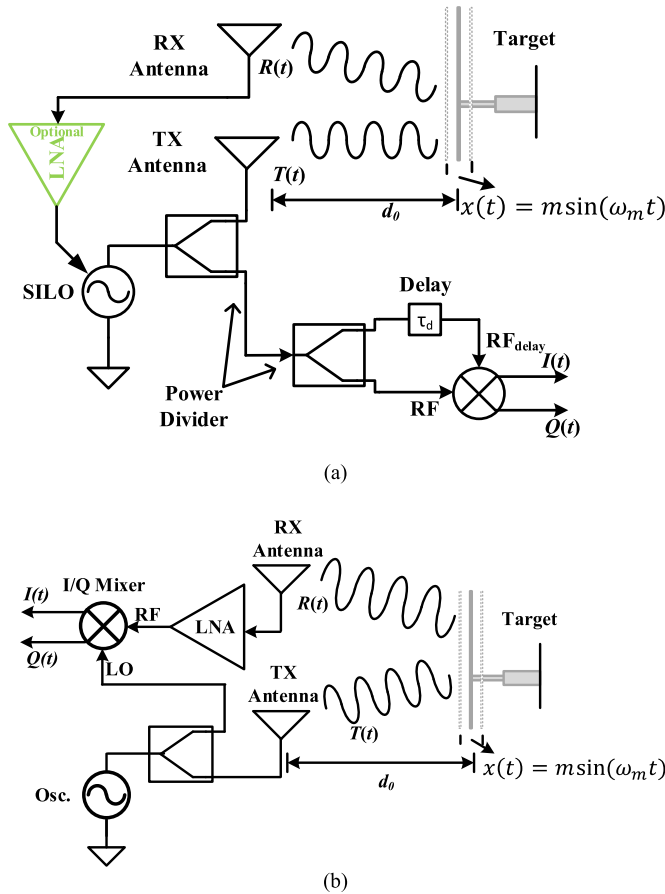 RX
Antenna
R(t)
Target
Optional
LNA
TX
Antenna
T(t)
d₀
x(t) = m sin(ωₘt)
SILO
Delay
τd
RFdelay
I(t)
Power
Divider
RF
Q(t)
(a)
RX
Antenna
I/Q Mixer
I(t)
RF
LNA
R(t)
Target
Q(t)
LO
TX
Antenna
T(t)
d₀
x(t) = m sin(ωₘt)
Osc.
(b)